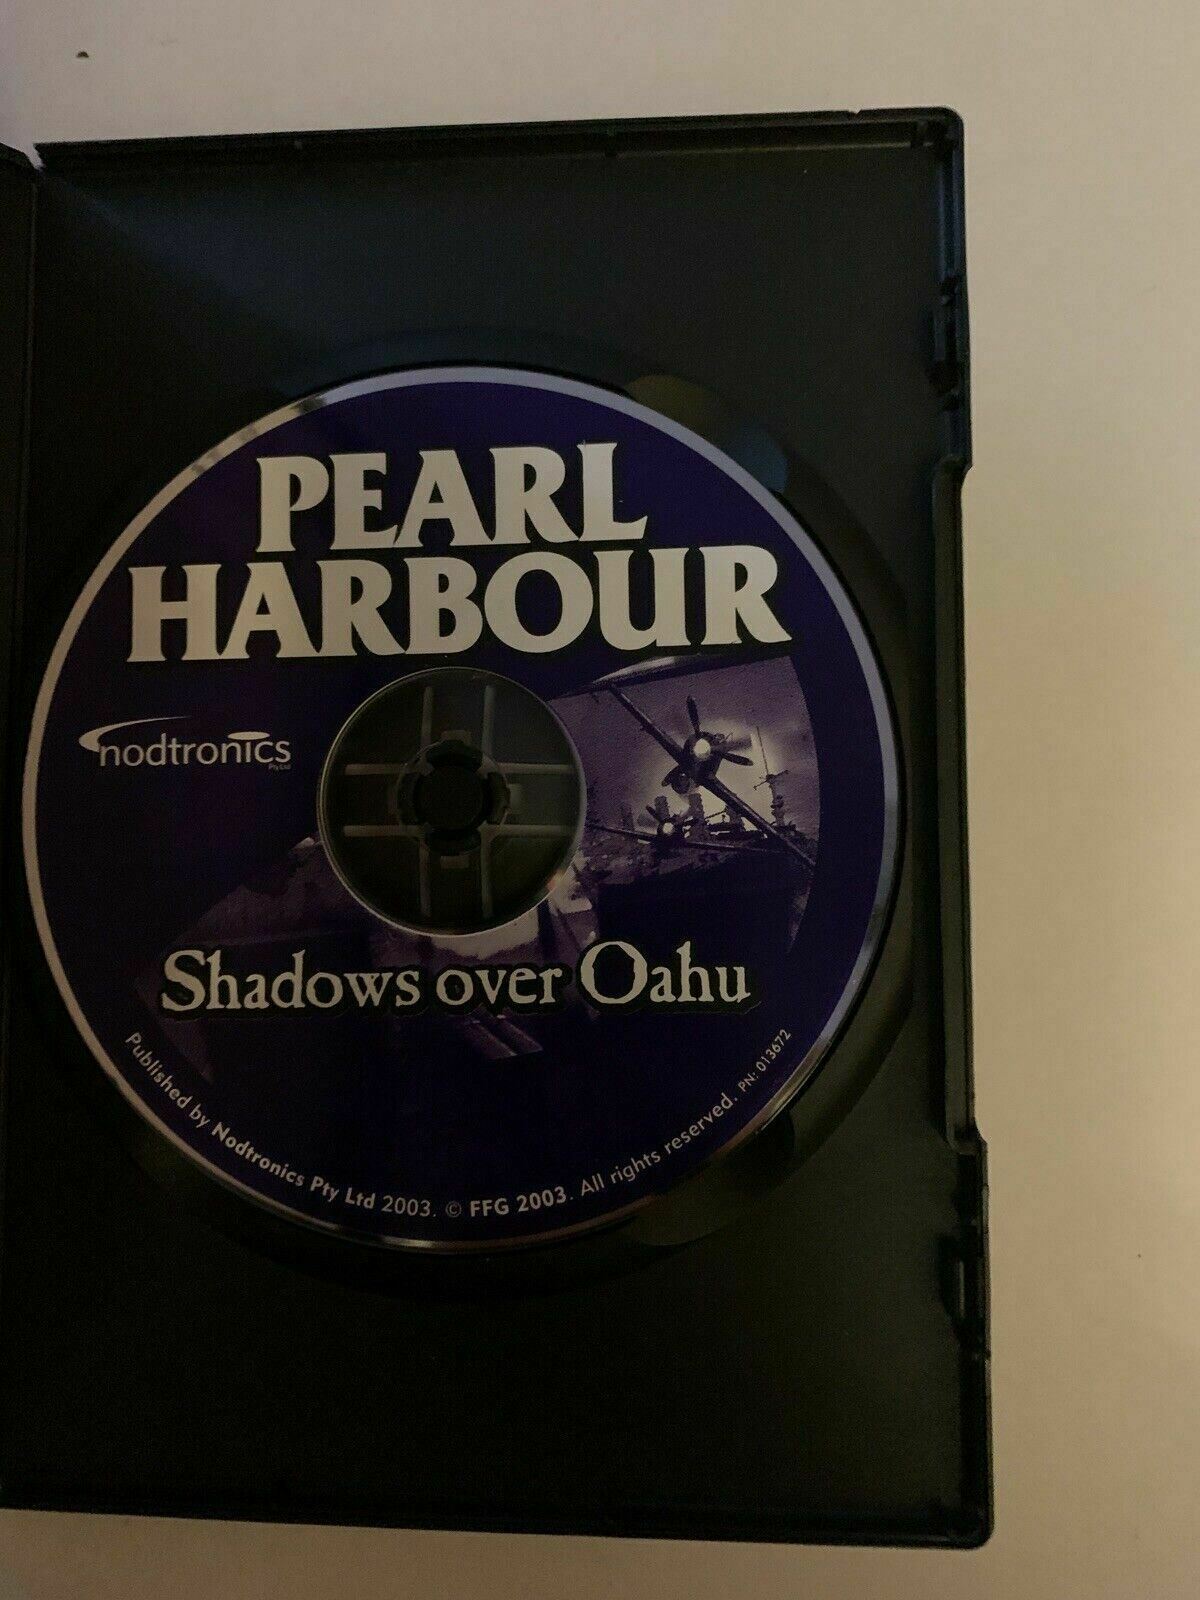 PEARL
HARBOUR
nodtronics
Pty Ltd
Shadows over Oahu
Published by Nodtronics Pty Ltd 2003. © FFG 2003. All rights reserved. PN: 013672